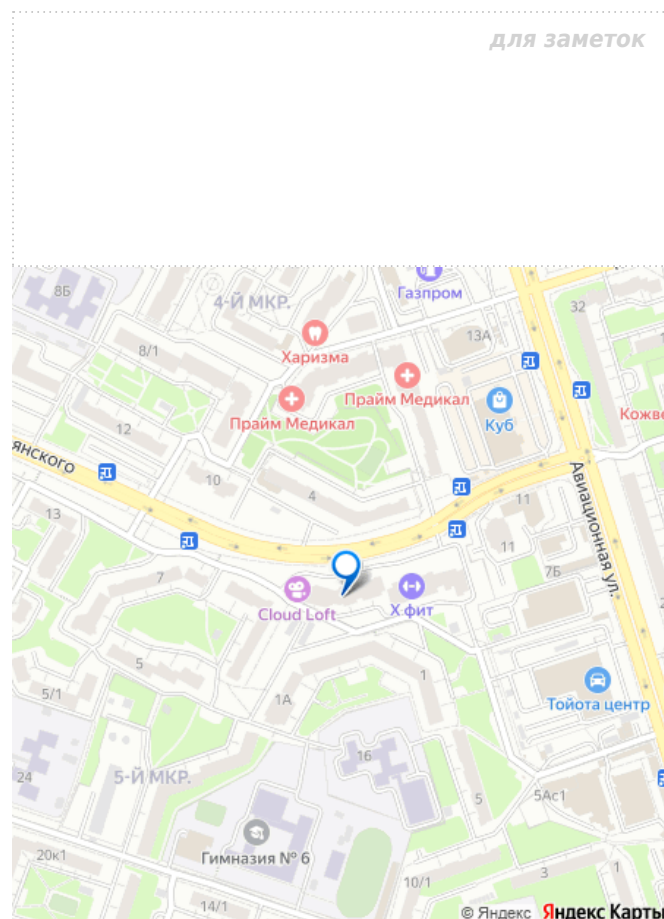 для заметок
8Б
4-Й МКР.
Газпром
32
13А
8/1
Харизма
Прайм Медикал
Прайм Медикал
Куб
Кожве
12
янского
10
4
Авиационная ул.
11
13
11
7Б
7
Cloud Loft
Х фит
5
1
1А
Тойота центр
5/1
16
24
5-Й МКР.
5
5Ас1
Гимназия № 6
20к1
10/1
3
1
14/1
© Яндекс Яндекс Карты